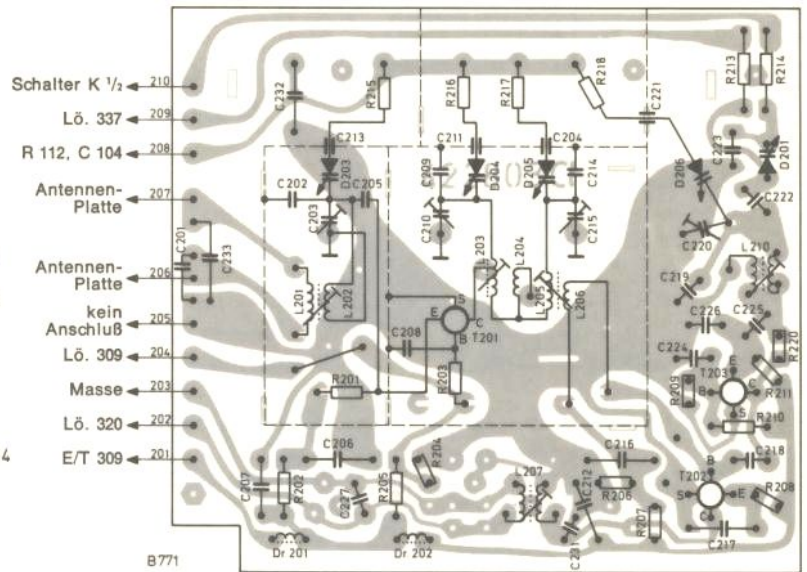 Schalter K ½ 210
Lö. 337 209
R 112, C 104 208
Antennen-
Platte 207
Antennen-
Platte 206
kein
Anschluß 205
Lö. 309 204
Masse 203
Lö. 320 202
E/T 309 201
4
B771
C232
R215
R216
R217
R218
C221
R213
R214
C213
C211
C204
C223
D201
D203
C209
D204
D205
C214
D206
C222
C202
C205
C203
C210
C215
C220
C201
C233
L203
L204
L210
L201
L202
L205
L206
C219
S
E
C
B
T201
C208
C226
C225
R220
C224
E
T203
B
C
S
R211
R201
R203
R209
R210
C206
R204
C216
C218
C207
R202
C227
R205
L207
C212
R206
B
T202
S
E
C
R208
C231
R207
C217
Dr 201
Dr 202